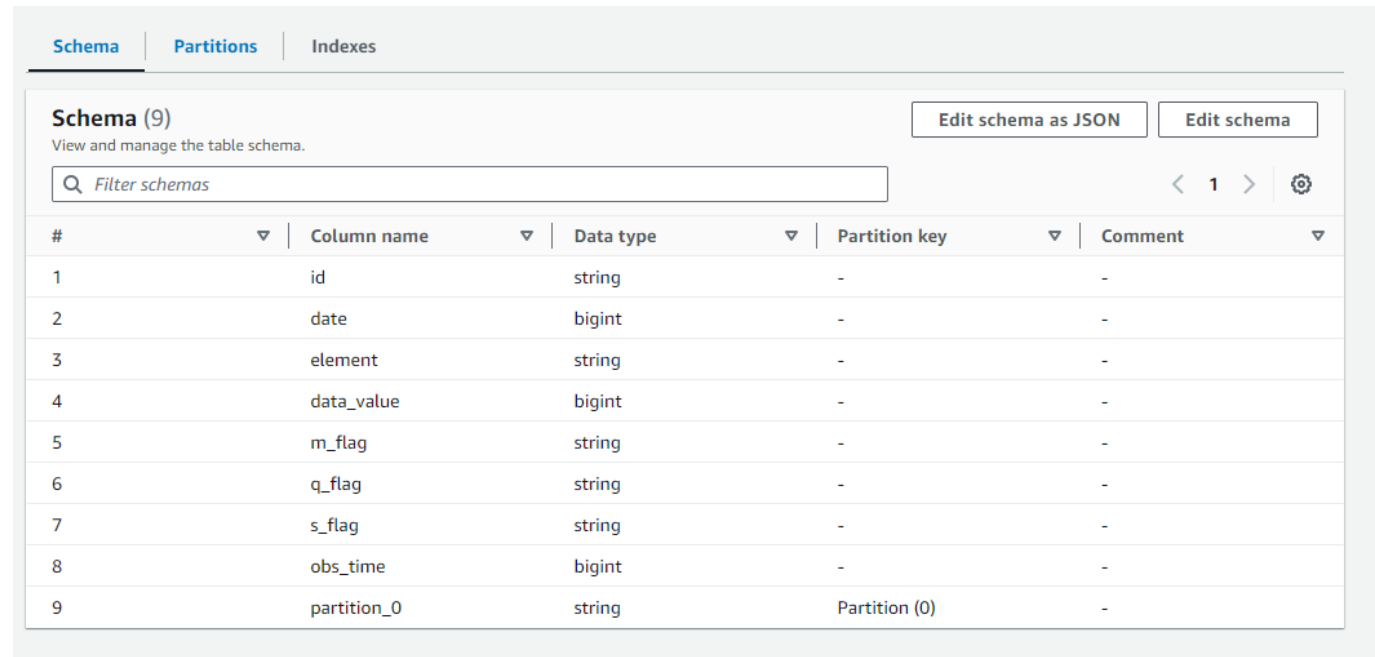 Schema Partitions Indexes
Schema (9) Edit schema as JSON Edit schema
View and manage the table schema.
Filter schemas 1
# Column name Data type Partition key Comment
1 id string - -
2 date bigint - -
3 element string - -
4 data_value bigint - -
5 m_flag string - -
6 q_flag string - -
7 s_flag string - -
8 obs_time bigint - -
9 partition_0 string Partition (0) -